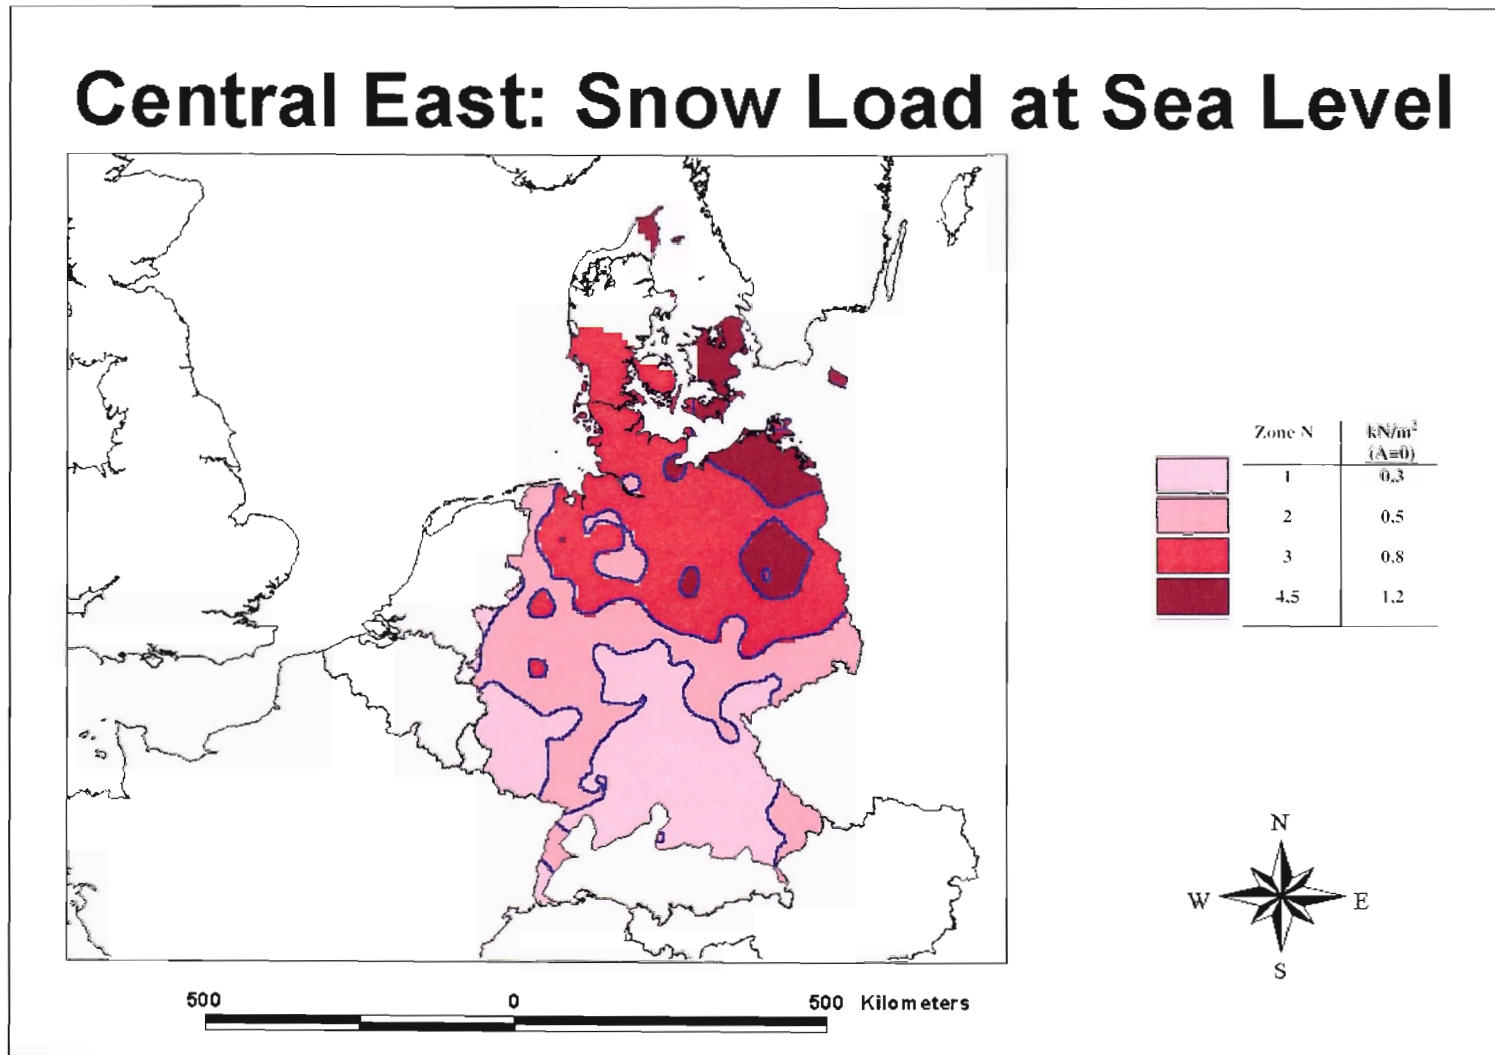 Central East: Snow Load at Sea Level
Zone N kN/m²
(A=0)
1 0.3
2 0.5
3 0.8
4.5 1.2
N
W E
S
500 0 500 Kilometers